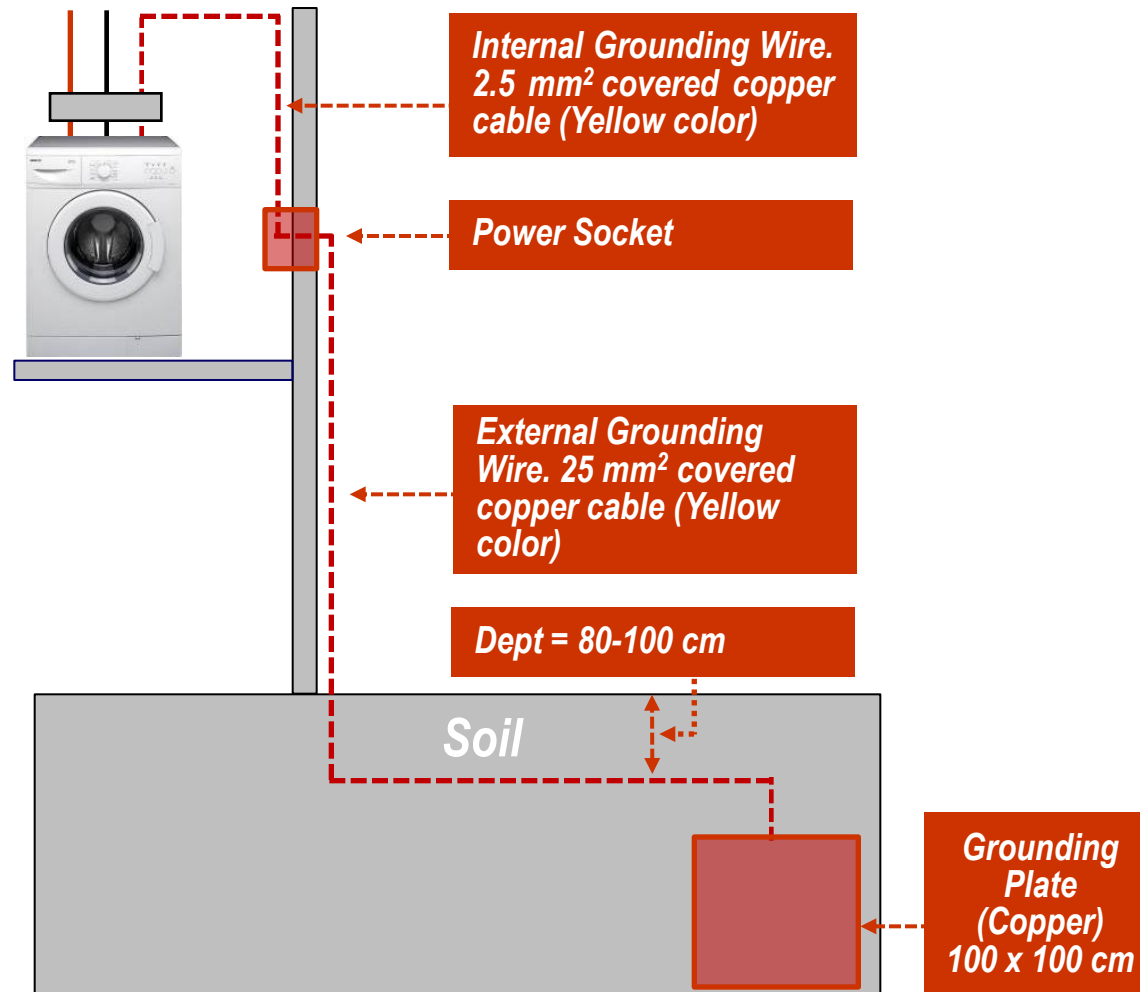 Internal Grounding Wire.
2.5 mm² covered copper
cable (Yellow color)
Power Socket
External Grounding
Wire. 25 mm² covered
copper cable (Yellow
color)
Dept = 80-100 cm
Soil
Grounding
Plate
(Copper)
100 x 100 cm